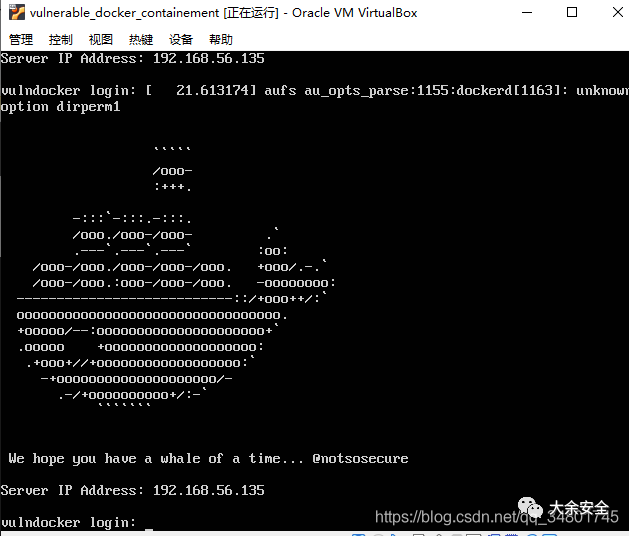 vulnerable_docker_containement [正在运行] - Oracle VM VirtualBox
管理 控制 视图 热键 设备 帮助
Server IP Address: 192.168.56.135
vulndocker login: [   21.613174] aufs au_opts_parse:1155:dockerd[1163]: unknown
option dirperm1
                   `````
                   /ooo-
                   :+++.
         -:::`-:::.-:::.
         /ooo./ooo-/ooo-         .`
         .---`.---`.---`        :oo:
    /ooo-/ooo./ooo-/ooo-/ooo.   +ooo/.-.`
    /ooo-/ooo.:ooo-/ooo-/ooo.   -oooooooo:
  ---------------------------::/+ooo++/:`
  ooooooooooooooooooooooooooooooooo.
  +ooooo/--:ooooooooooooooooooooo+`
  .ooooo    +ooooooooooooooooooo:
   .+ooo+//+oooooooooooooooooo:`
     -+oooooooooooooooooooo/-
       .-/+oooooooooo+/:-`
            ```````
We hope you have a whale of a time... @notsosecure
Server IP Address: 192.168.56.135
vulndocker login: _
大余安全
https://blog.csdn.net/qq_34801745